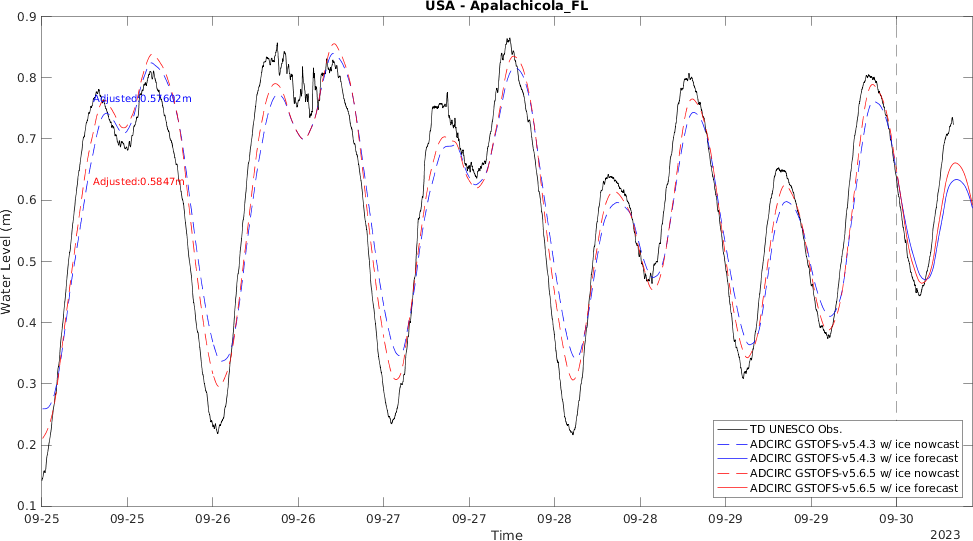 USA - Apalachicola_FL
0.9
0.8
0.7
0.6
0.5
0.4
0.3
0.2
0.1
Water Level (m)
Adjusted:0.57602m
Adjusted:0.5847m
TD UNESCO Obs.
ADCIRC GSTOFS-v5.4.3 w/ ice nowcast
ADCIRC GSTOFS-v5.4.3 w/ ice forecast
ADCIRC GSTOFS-v5.6.5 w/ ice nowcast
ADCIRC GSTOFS-v5.6.5 w/ ice forecast
09-25 09-25 09-26 09-26 09-27 09-27 09-28 09-28 09-29 09-29 09-30
Time
2023